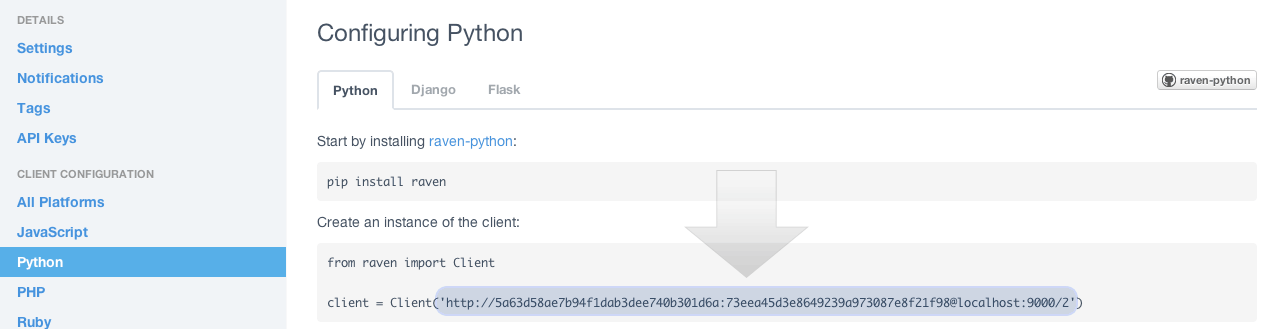 DETAILS
Settings
Notifications
Tags
API Keys
CLIENT CONFIGURATION
All Platforms
JavaScript
Python
PHP
Ruby
Configuring Python
Python Django Flask
raven-python
Start by installing raven-python:
pip install raven
Create an instance of the client:
from raven import Client
client = Client('http://5a63d58ae7b94f1dab3dee740b301d6a:73eea45d3e8649239a973087e8f21f98@localhost:9000/2')